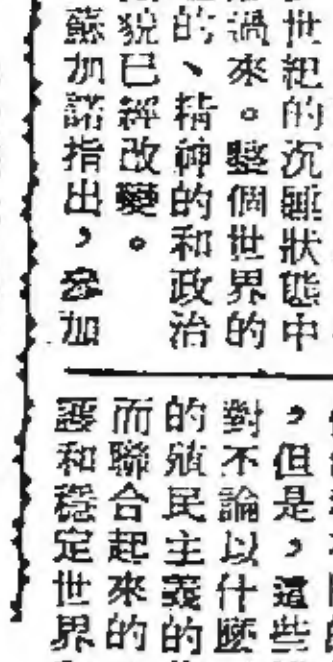 世紀的沉睡狀態中
過來。整個世界的
的、精神的和政治
貌已經改變。
蘇加諾指出，參加
，但是，這些
對不論以什麼
的殖民主義的
而聯合起來的
護和穩定世界